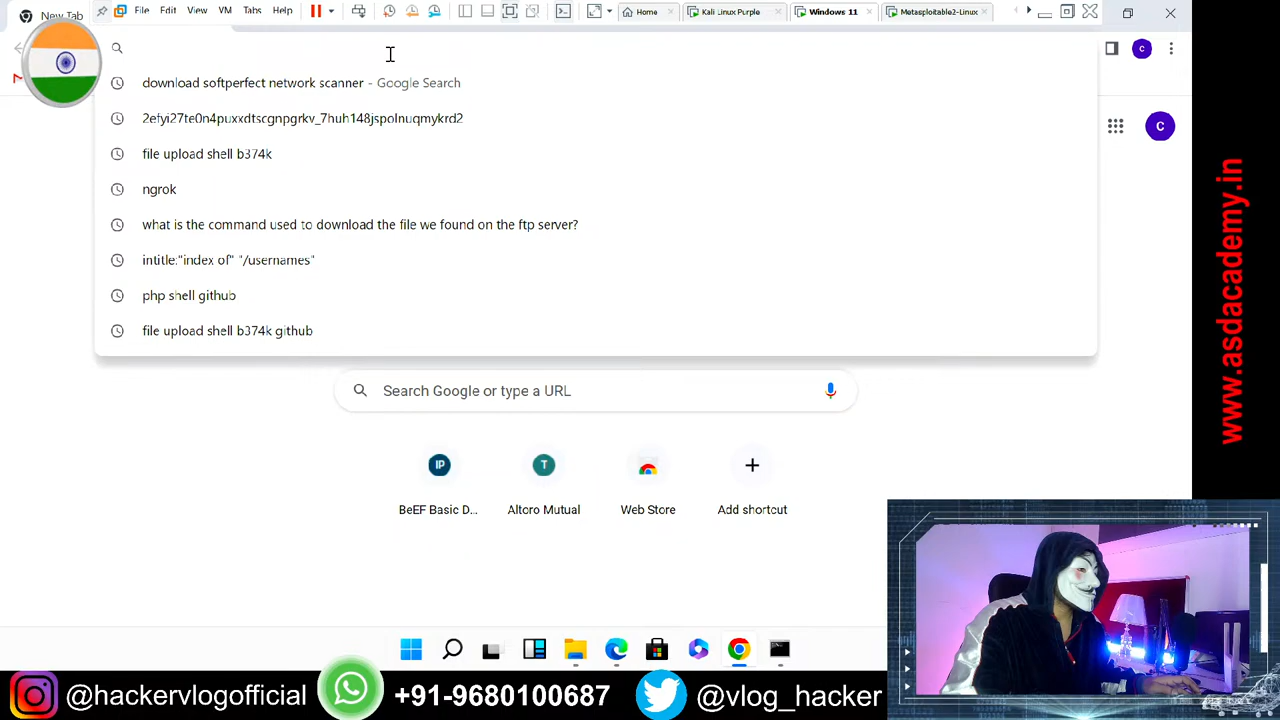 New Tab
File Edit View VM Tabs Help
Home
Kali Linux Purple
Windows 11
Metasploitable2-Linux
download softperfect network scanner - Google Search
2efyi27te0n4puxxdtscgnpgrkv_7huh148jspolnuqmykrd2
file upload shell b374k
ngrok
what is the command used to download the file we found on the ftp server?
intitle:"index of" "/usernames"
php shell github
file upload shell b374k github
C
C
Search Google or type a URL
IP
T
BeEF Basic D...
Altoro Mutual
Web Store
Add shortcut
www.asdacademy.in
@hackervlogofficial
+91-9680100687
@vlog_hacker